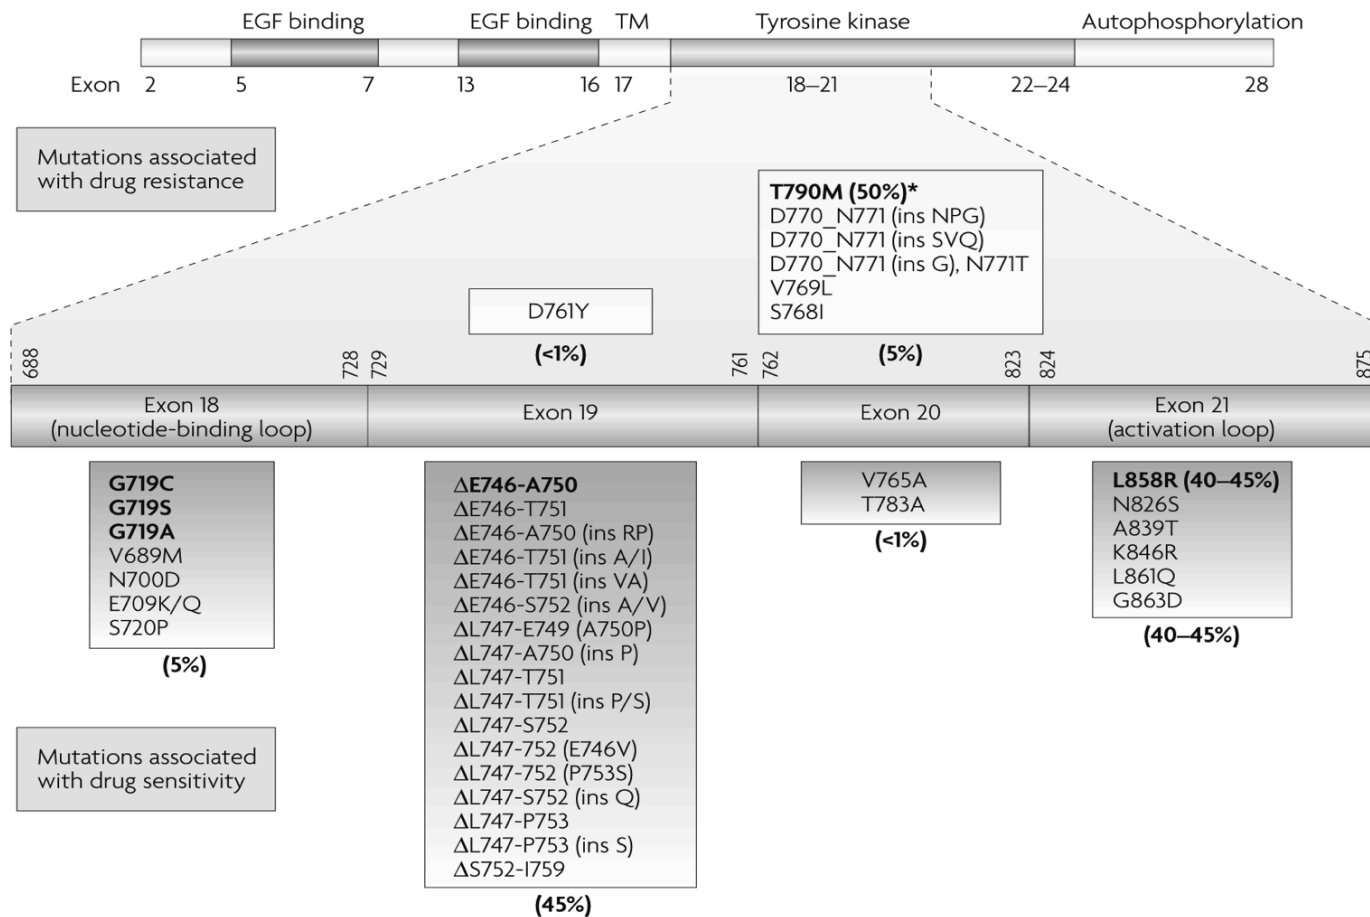 EGF binding
EGF binding
TM
Tyrosine kinase
Autophosphorylation
Exon
2
5
7
13
16
17
18–21
22–24
28
Mutations associated
with drug resistance
T790M (50%)*
D770_N771 (ins NPG)
D770_N771 (ins SVQ)
D770_N771 (ins G), N771T
V769L
S768I
D761Y
(<1%)
(5%)
688
728
729
761
762
823
824
875
Exon 18
(nucleotide-binding loop)
Exon 19
Exon 20
Exon 21
(activation loop)
G719C
G719S
G719A
V689M
N700D
E709K/Q
S720P
(5%)
ΔE746-A750
ΔE746-T751
ΔE746-A750 (ins RP)
ΔE746-T751 (ins A/I)
ΔE746-T751 (ins VA)
ΔE746-S752 (ins A/V)
ΔL747-E749 (A750P)
ΔL747-A750 (ins P)
ΔL747-T751
ΔL747-T751 (ins P/S)
ΔL747-S752
ΔL747-752 (E746V)
ΔL747-752 (P753S)
ΔL747-S752 (ins Q)
ΔL747-P753
ΔL747-P753 (ins S)
ΔS752-I759
(45%)
V765A
T783A
(<1%)
L858R (40–45%)
N826S
A839T
K846R
L861Q
G863D
(40–45%)
Mutations associated
with drug sensitivity